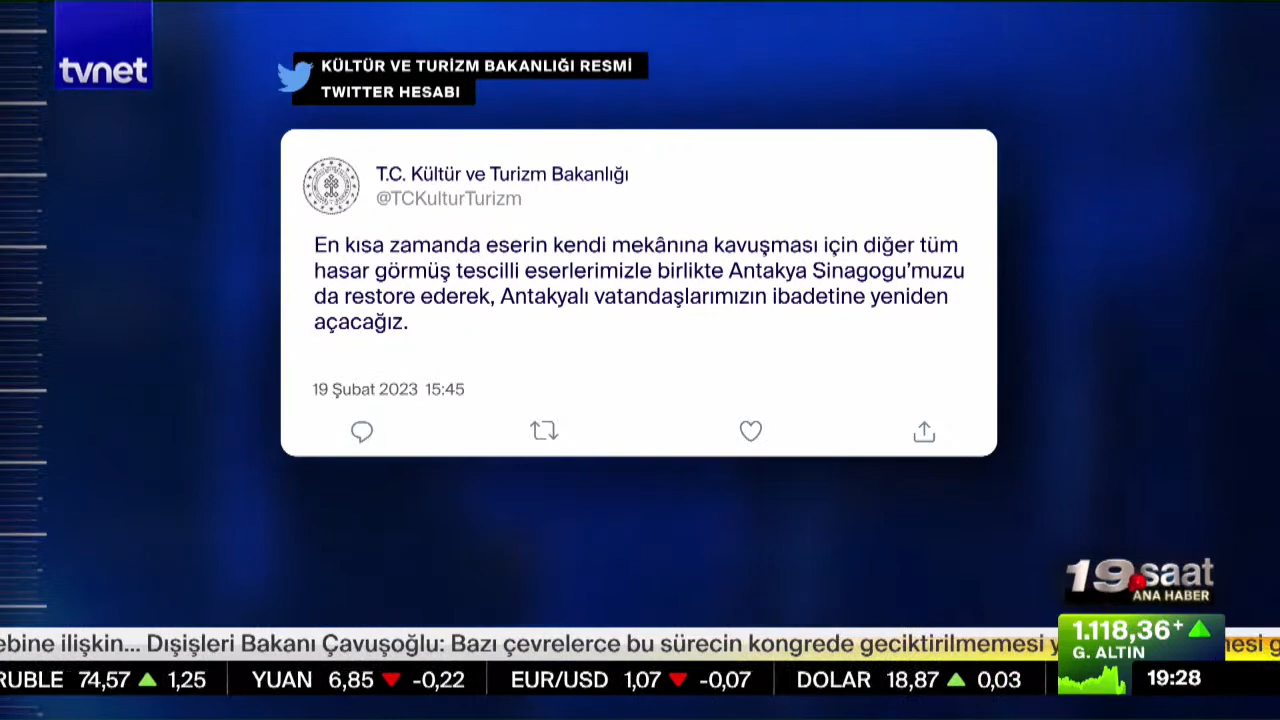 tvnet
KÜLTÜR VE TURİZM BAKANLIĞI RESMİ
TWITTER HESABI
T.C. Kültür ve Turizm Bakanlığı
@TCKulturTurizm
En kısa zamanda eserin kendi mekânına kavuşması için diğer tüm
hasar görmüş tescilli eserlerimizle birlikte Antakya Sinagogu'muzu
da restore ederek, Antakyalı vatandaşlarımızın ibadetine yeniden
açacağız.
19 Şubat 2023 15:45
19 saat
ANA HABER
1.118,36+
G. ALTIN
ebine ilişkin... Dışişleri Bakanı Çavuşoğlu: Bazı çevrelerce bu sürecin kongrede geciktirilmemesi
RUBLE 74,57 1,25 YUAN 6,85 -0,22 EUR/USD 1,07 -0,07 DOLAR 18,87 0,03 19:28